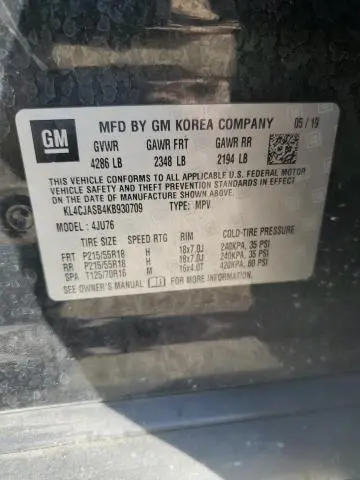 GM
MFD BY GM KOREA COMPANY 05 / 19
GVWR GAWR FRT GAWR RR
4286 LB 2348 LB 2194 LB
THIS VEHICLE CONFORMS TO ALL APPLICABLE U.S. FEDERAL MOTOR
VEHICLE SAFETY, BUMPER, AND THEFT PREVENTION STANDARDS IN EFFECT
ON THE DATE OF MANUFACTURE SHOWN ABOVE.
KL4CJASB4KB930709 TYPE: MPV
MODEL: 4JU76
TIRE SIZE SPEED RTG RIM COLD-TIRE PRESSURE
FRT P215/55R18 H 18x7.0J 240KPA, 35 PSI
RR P215/55R18 H 18x7.0J 240KPA, 35 PSI
SPA T125/70R16 M 16x4.0T 420KPA, 60 PSI
SEE OWNER'S MANUAL FOR MORE INFORMATION.